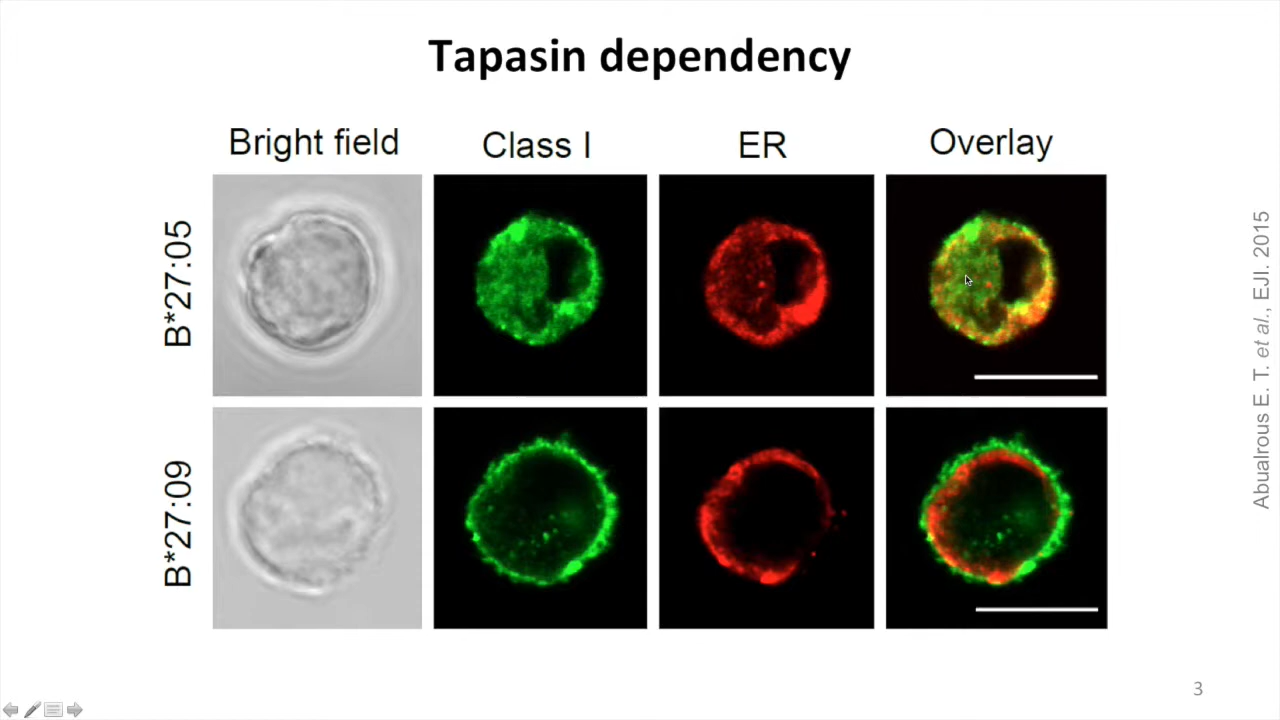 Tapasin dependency
Bright field
Class I
ER
Overlay
B*27:05
B*27:09
Abualrous E. T. et al., EJI. 2015
3